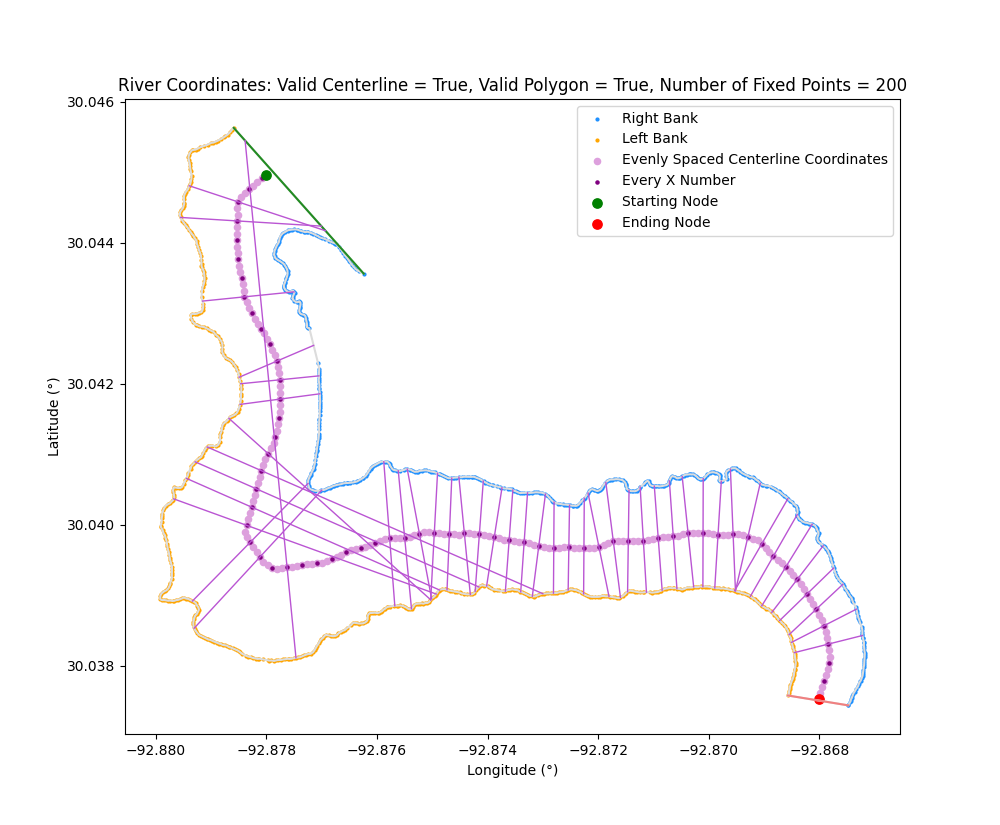 River Coordinates: Valid Centerline = True, Valid Polygon = True, Number of Fixed Points = 200
Right Bank
Left Bank
Evenly Spaced Centerline Coordinates
Every X Number
Starting Node
Ending Node
Latitude (°)
30.046
30.044
30.042
30.040
30.038
−92.880
−92.878
−92.876
−92.874
−92.872
−92.870
−92.868
Longitude (°)